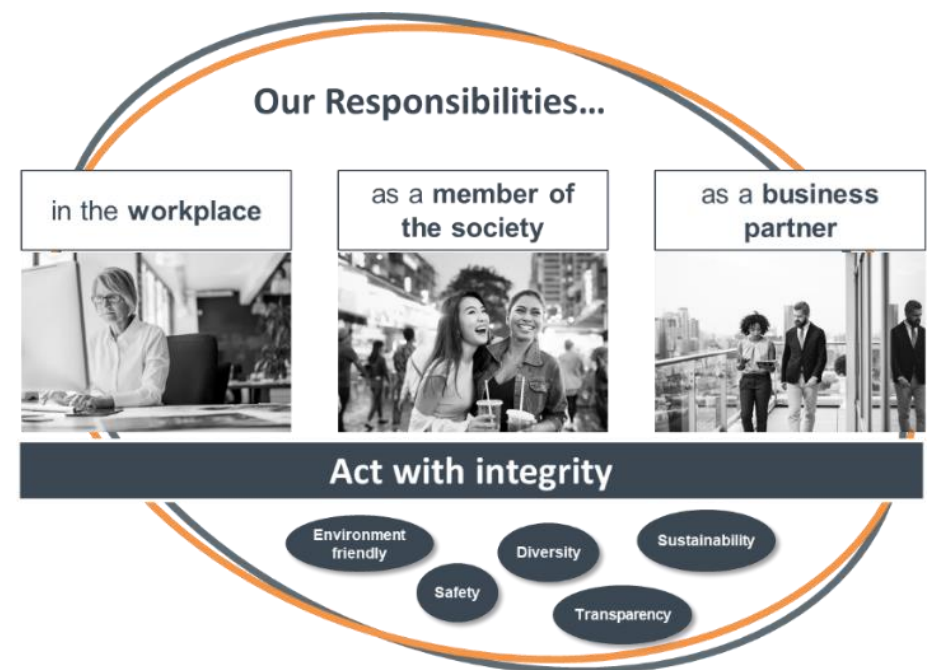 Our Responsibilities...
in the workplace
as a member of
the society
as a business
partner
Act with integrity
Environment
friendly
Diversity
Sustainability
Safety
Transparency